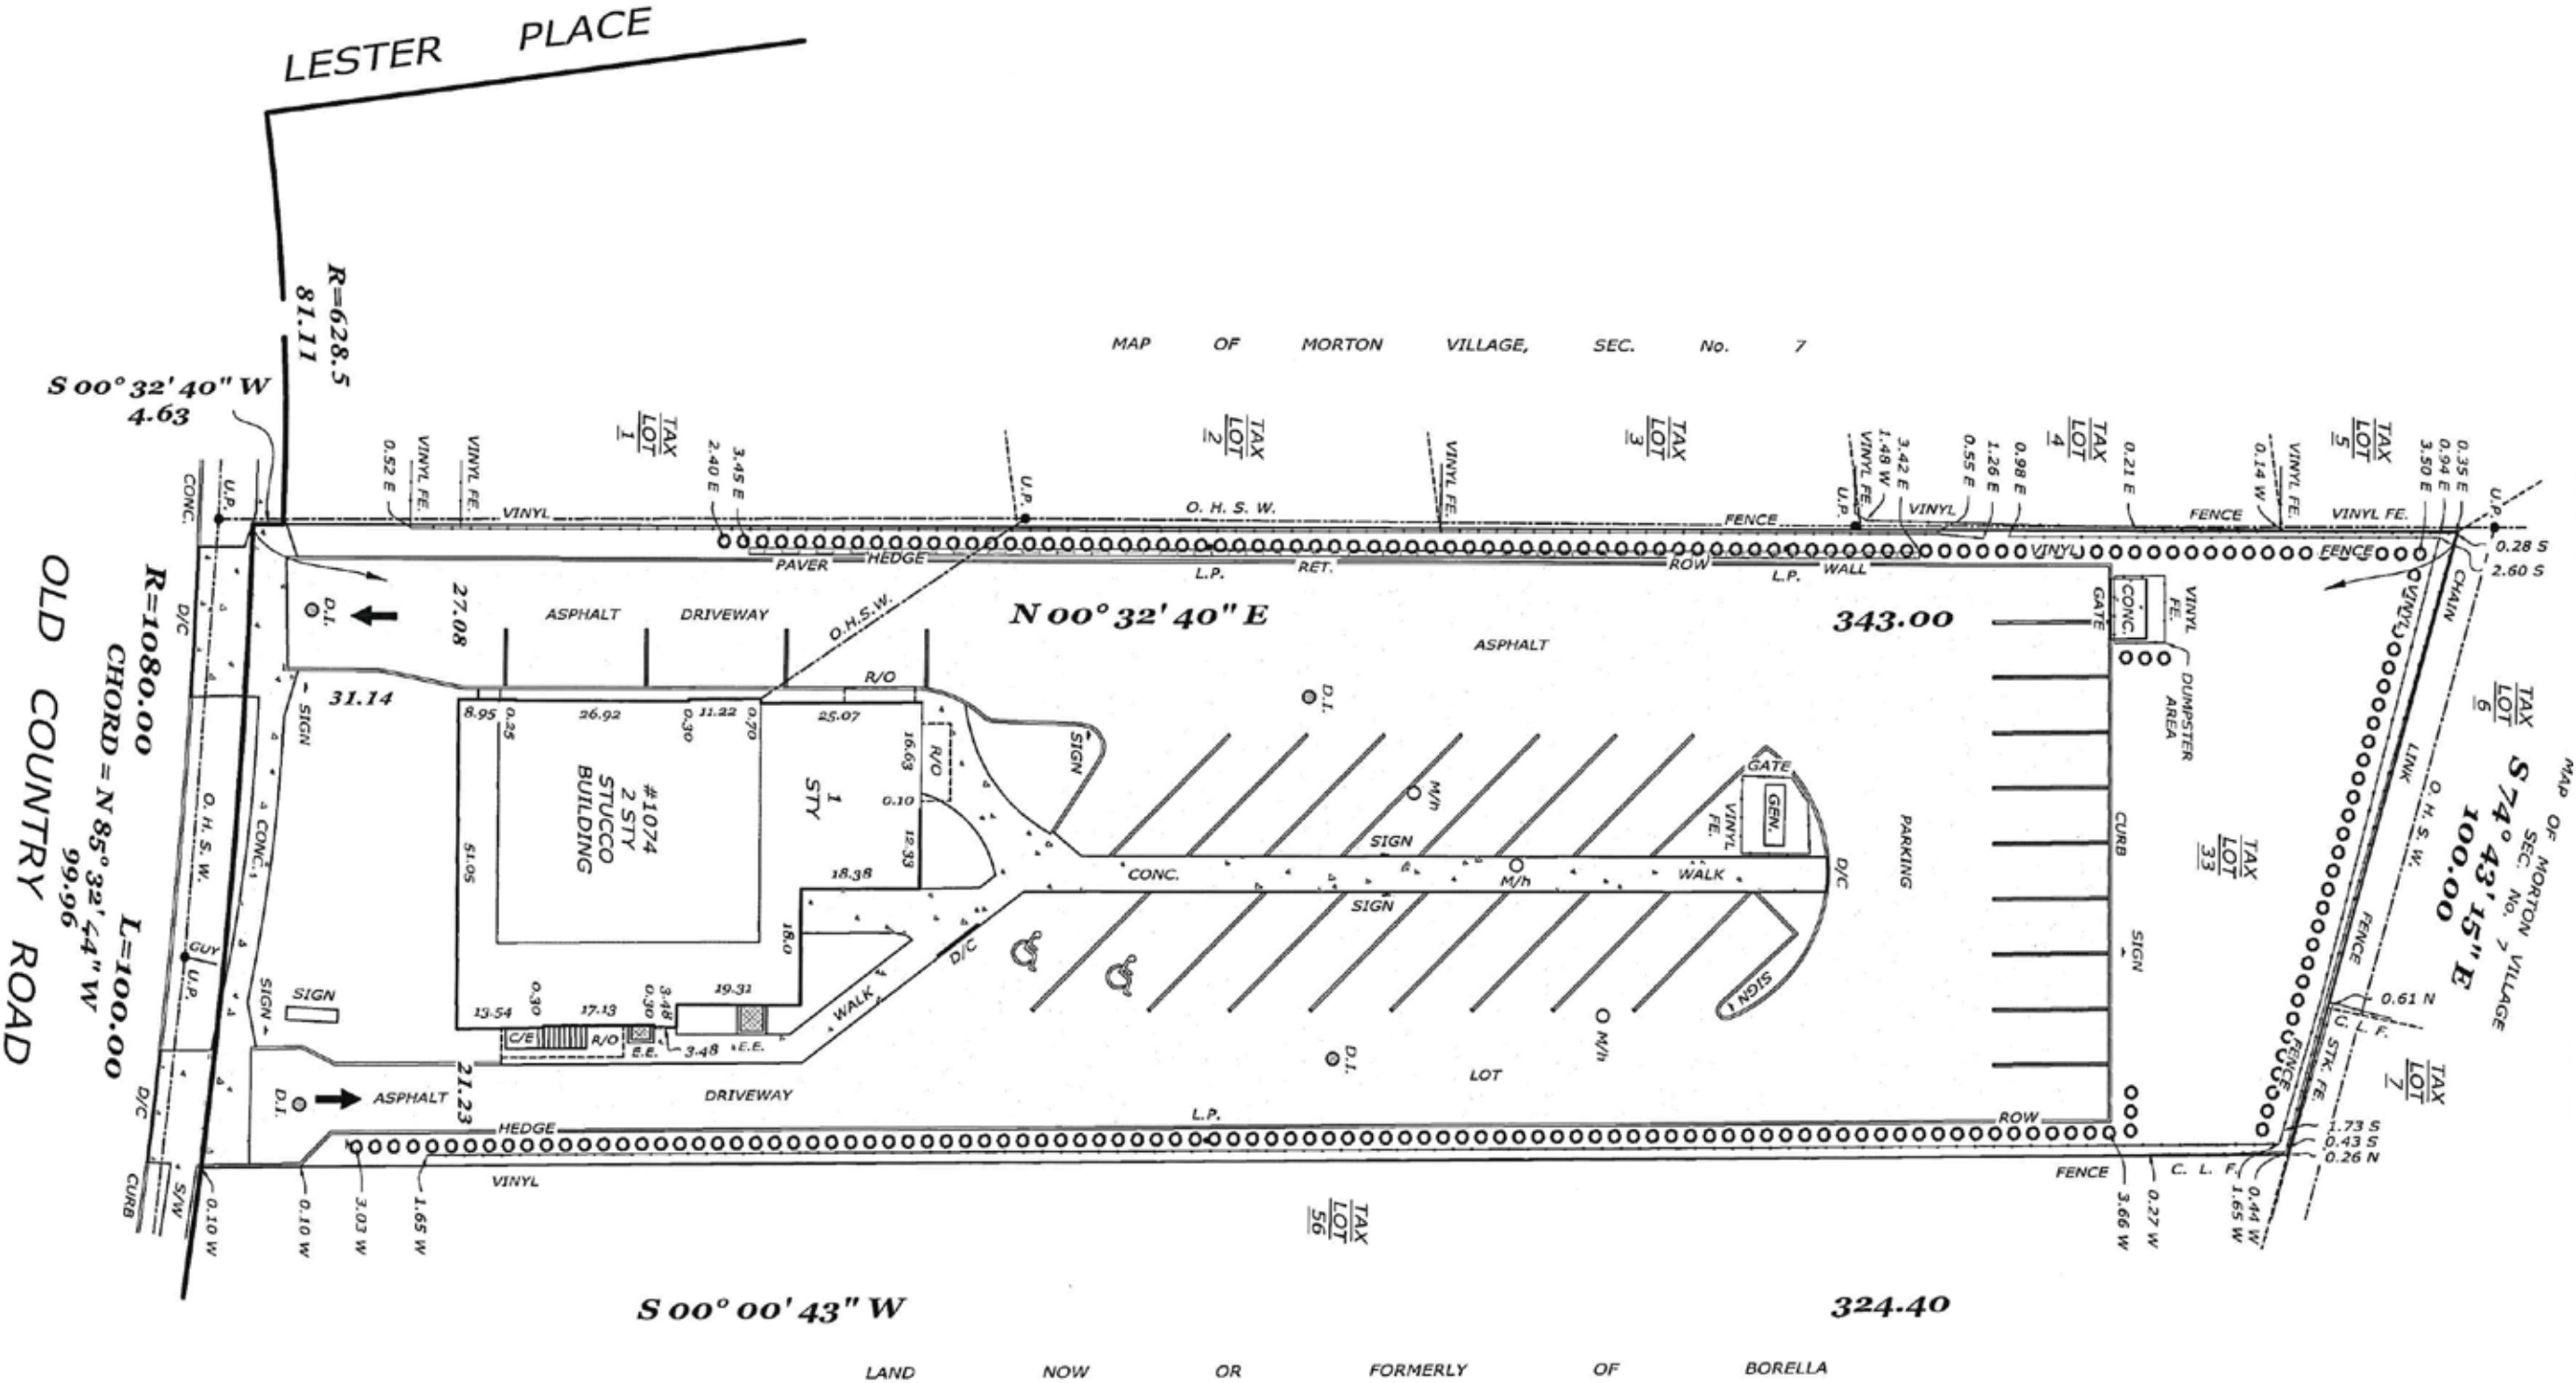 LESTER PLACE
R=628.5
81.11
S 00° 32' 40" W
4.63
MAP OF MORTON VILLAGE, SEC. No. 7
TAX LOT 1
TAX LOT 2
TAX LOT 3
TAX LOT 4
TAX LOT 5
0.52 E
VINYL FE.
VINYL FE.
2.40 E
3.45 E
VINYL FE.
VINYL FE.
1.48 W
3.42 E
0.55 E
1.26 E
0.98 E
0.21 E
0.14 W
VINYL FE.
3.50 E
0.94 E
0.35 E
U.P.
CONC.
U.P.
VINYL
U.P.
O. H. S. W.
FENCE
U.P.
VINYL
FENCE
VINYL FE.
0.28 S
2.60 S
HEDGE
PAVER
L.P.
RET.
ROW
L.P.
WALL
VINYL
FENCE
D/C
D.I.
27.08
ASPHALT DRIVEWAY
O.H.S.W.
N 00° 32' 40" E
343.00
ASPHALT
GATE
CONC.
VINYL FE.
DUMPSTER AREA
VINYL
CHAIN
LINK
FENCE
O. H. S. W.
TAX LOT 6
MAP OF MORTON VILLAGE
SEC. No. 7
S 74° 43' 15" E
100.00
OLD COUNTRY ROAD
R=1080.00
L=100.00
CHORD = N 85° 32' 44" W
99.96
31.14
SIGN
R/O
8.95
0.25
26.92
0.30
11.22
0.70
25.07
16.63
R/O
SIGN
D.I.
#1074
2 STY
STUCCO
BUILDING
1 STY
0.10
12.33
18.38
18.0
51.05
O. H. S. W.
CONC.
M/h
SIGN
GATE
GEN.
VINYL FE.
CONC.
M/h
WALK
D/C
SIGN
PARKING
CURB
TAX LOT 33
SIGN
GUY
U.P.
SIGN
SIGN
13.54
0.30
17.13
0.30
3.48
19.31
C/E
R/O
E.E.
3.48
E.E.
WALK
D/C
SIGN
M/h
D.I.
LOT
0.61 N
C. L. F.
STK. FE.
FENCE
TAX LOT 7
D/C
D.I.
ASPHALT
21.23
DRIVEWAY
HEDGE
L.P.
ROW
1.73 S
0.43 S
0.26 N
CURB
S/W
VINYL
FENCE
C. L. F.
0.10 W
0.10 W
3.03 W
1.65 W
TAX LOT 56
3.66 W
0.27 W
1.65 W
0.44 W
S 00° 00' 43" W
324.40
LAND NOW OR FORMERLY OF BORELLA